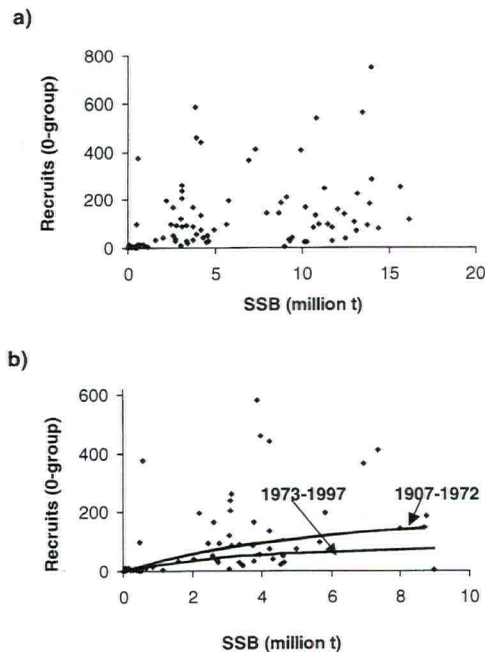 a)
800
600
400
200
0
Recruits (0-group)
0 5 10 15 20
SSB (million t)
b)
600
400
200
0
Recruits (0-group)
1973-1997
1907-1972
0 2 4 6 8 10
SSB (million t)